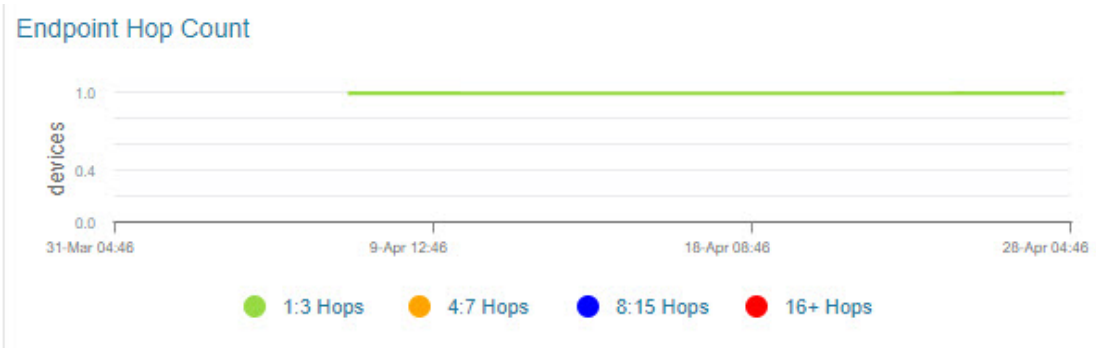 Endpoint Hop Count
1.0
devices
0.4
0.0
31-Mar 04:46 9-Apr 12:46 18-Apr 08:46 28-Apr 04:46
1:3 Hops 4:7 Hops 8:15 Hops 16+ Hops